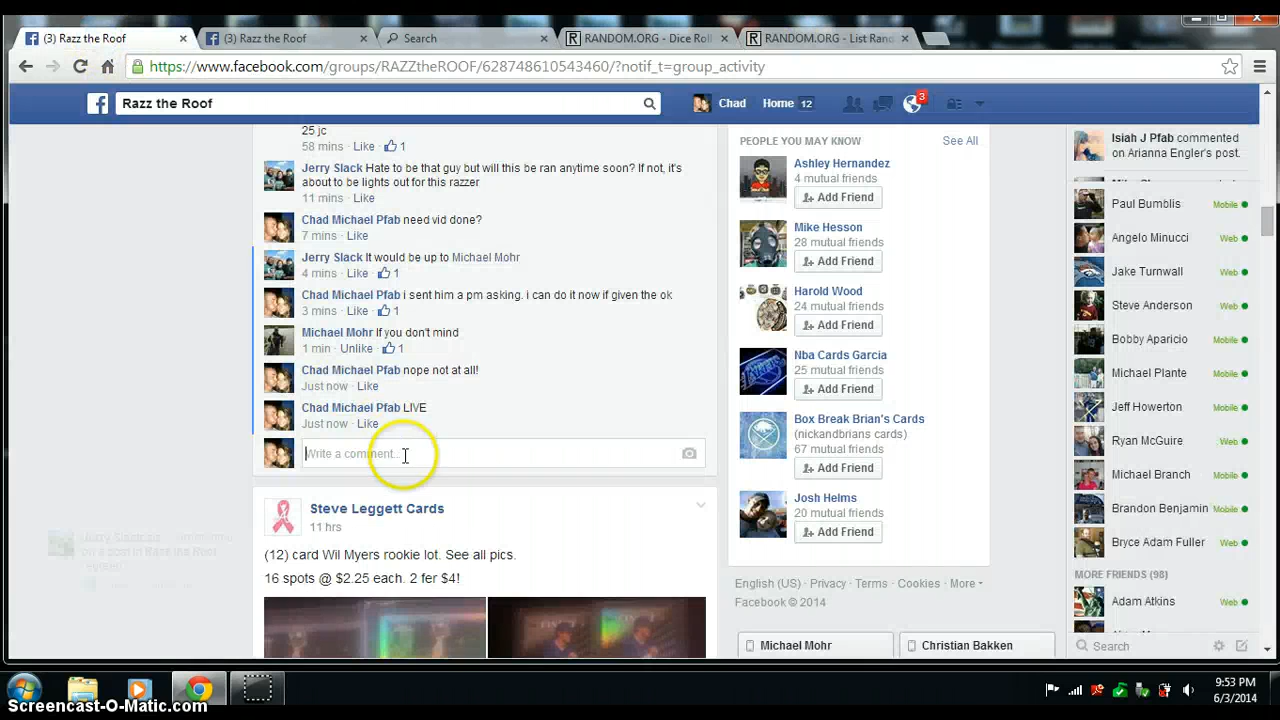 (3) Razz the Roof
(3) Razz the Roof
Search
RANDOM.ORG - Dice Roll
RANDOM.ORG - List Rand
https://www.facebook.com/groups/RAZZtheROOF/628748610543460/?notif_t=group_activity
Razz the Roof
Chad
Home 12
3
25 jc
58 mins · Like · 1
Jerry Slack Hate to be that guy but will this be ran anytime soon? If not, it's
about to be lights out for this razzer
11 mins · Like
Chad Michael Pfab need vid done?
7 mins · Like
Jerry Slack It would be up to Michael Mohr
4 mins · Like · 1
Chad Michael Pfab i sent him a pm asking. i can do it now if given the ok
3 mins · Like · 1
Michael Mohr If you don't mind
1 min · Unlike · 1
Chad Michael Pfab nope not at all!
Just now · Like
Chad Michael Pfab LIVE
Just now · Like
Write a comment...
Steve Leggett Cards
11 hrs
(12) card Wil Myers rookie lot. See all pics.
16 spots @ $2.25 each. 2 fer $4!
on a post in Razz the Roof
PEOPLE YOU MAY KNOW
See All
Ashley Hernandez
4 mutual friends
Add Friend
Mike Hesson
28 mutual friends
Add Friend
Harold Wood
24 mutual friends
Add Friend
Nba Cards Garcia
25 mutual friends
Add Friend
Box Break Brian's Cards
(nickandbrians cards)
67 mutual friends
Add Friend
Josh Helms
20 mutual friends
Add Friend
English (US) · Privacy · Terms · Cookies · More
Facebook © 2014
Michael Mohr
Christian Bakken
Isiah J Pfab commented
on Arianna Engler's post.
Paul Bumblis Mobile
Angelo Minucci Web
Jake Turnwall Web
Steve Anderson Web
Bobby Aparicio Mobile
Michael Plante Mobile
Jeff Howerton Web
Ryan McGuire Web
Michael Branch Web
Brandon Benjamin Mobile
Bryce Adam Fuller Web
MORE FRIENDS (98)
Adam Atkins Web
Search
9:53 PM
6/3/2014
Screencast-O-Matic.com